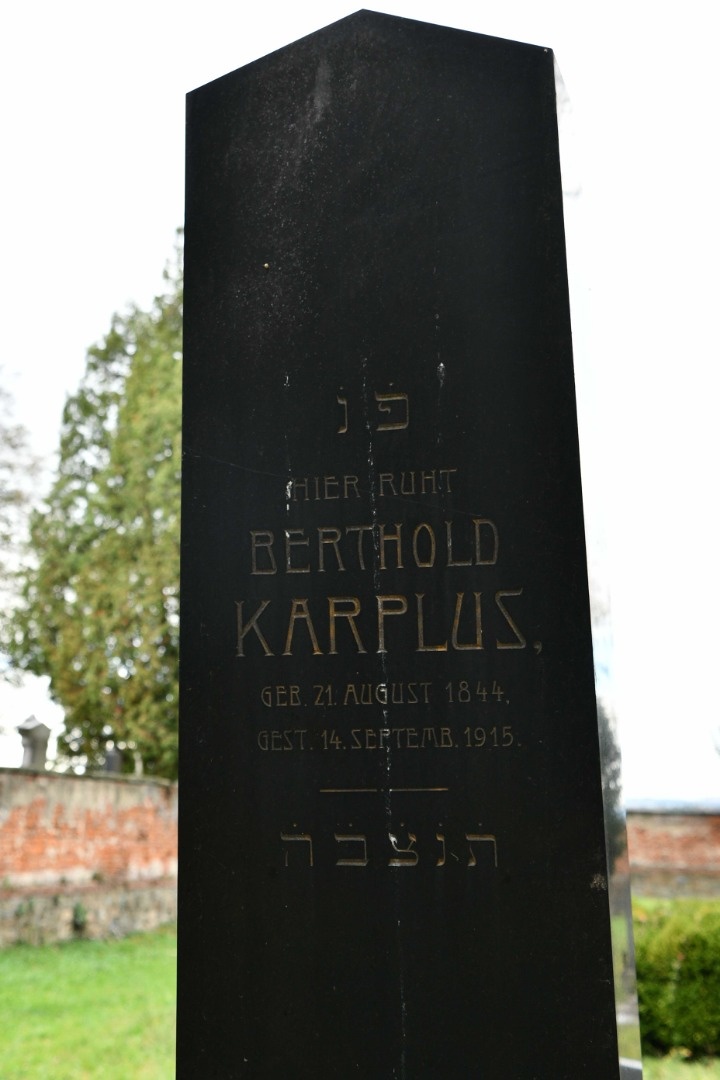 פ נ
HIER RUHT
BERTHOLD
KARPLUS,
GEB. 21. AUGUST 1844,
GEST. 14. SEPTEMB. 1915.
ת נ צ ב ה